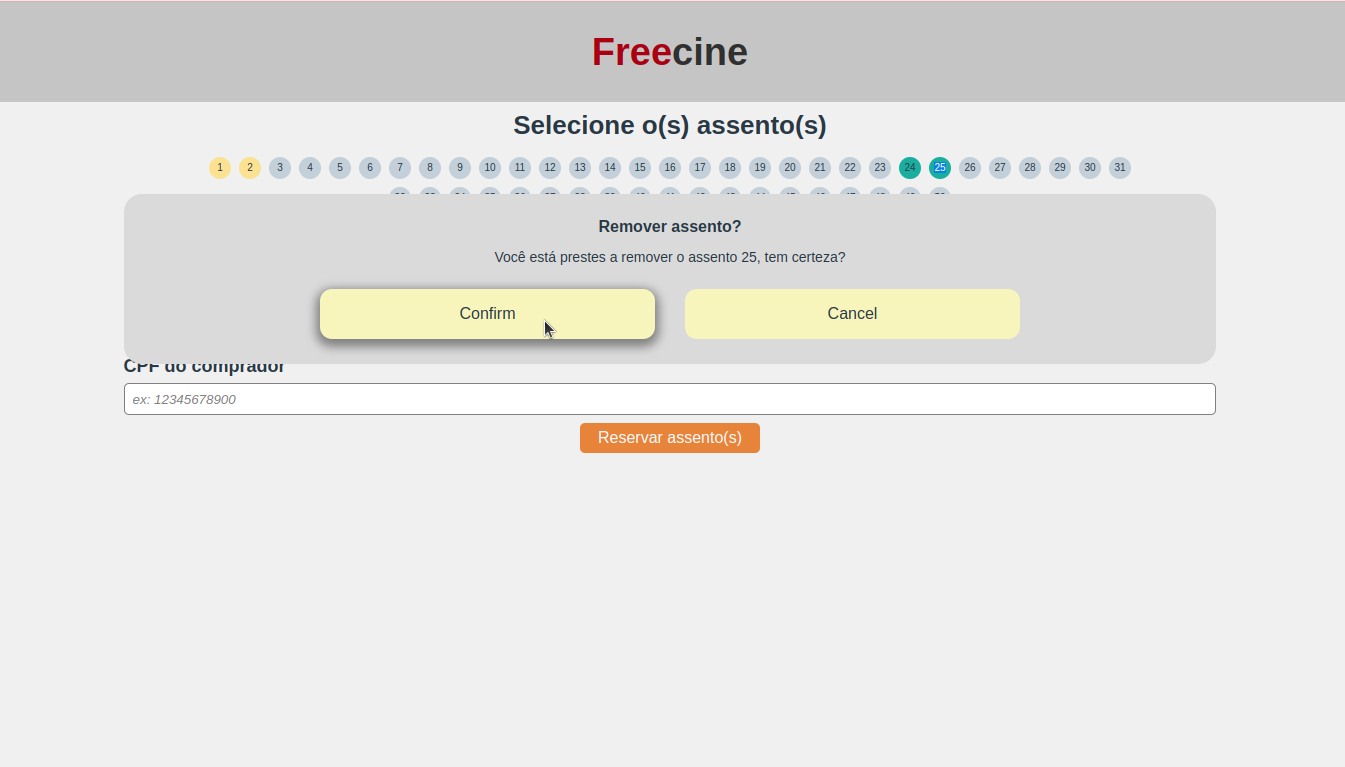 Freecine
Selecione o(s) assento(s)
1 2 3 4 5 6 7 8 9 10 11 12 13 14 15 16 17 18 19 20 21 22 23 24 25 26 27 28 29 30 31
Remover assento?
Você está prestes a remover o assento 25, tem certeza?
Confirm Cancel
CPF do comprador
ex: 12345678900
Reservar assento(s)